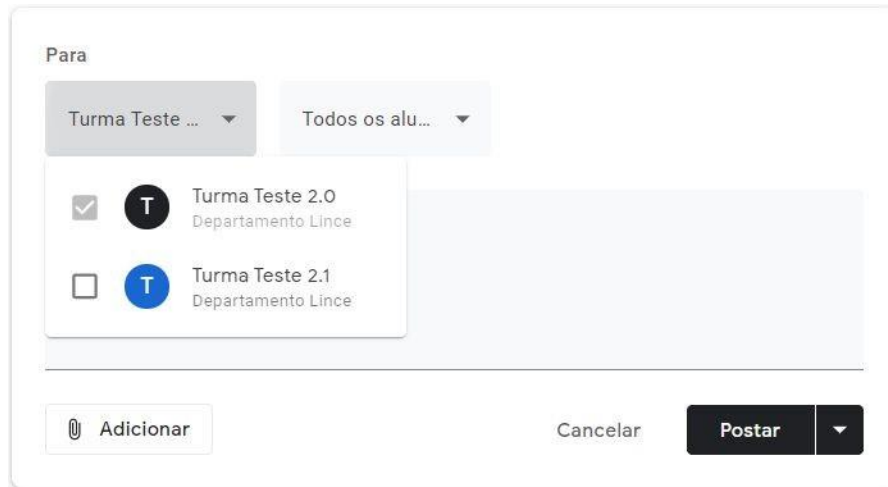 Para
Turma Teste ...
Todos os alu...
T
Turma Teste 2.0
Departamento Lince
T
Turma Teste 2.1
Departamento Lince
Adicionar
Cancelar
Postar